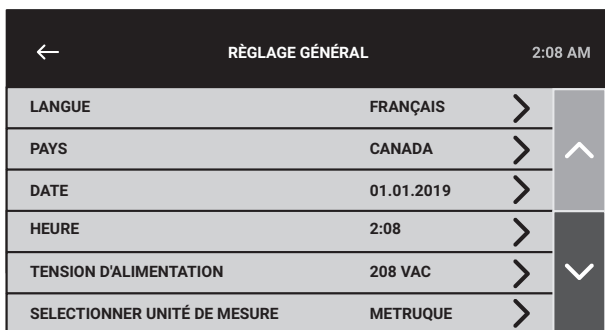 RÈGLAGE GÉNÉRAL 2:08 AM
LANGUE FRANÇAIS
PAYS CANADA
DATE 01.01.2019
HEURE 2:08
TENSION D'ALIMENTATION 208 VAC
SELECTIONNER UNITÉ DE MESURE METRUQUE